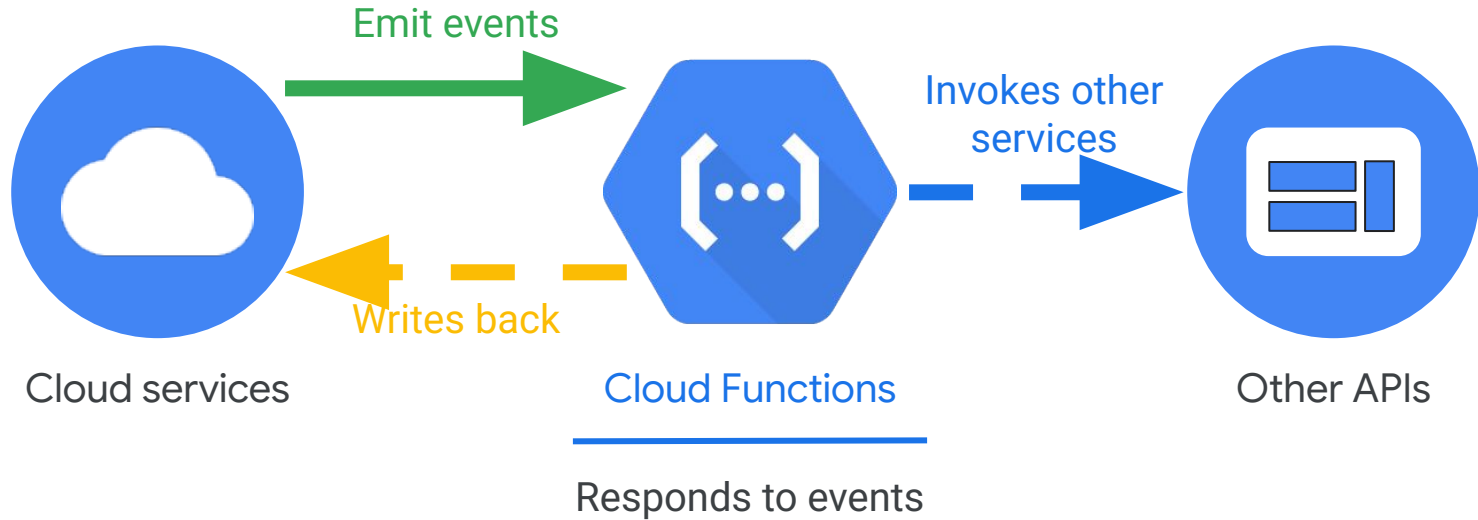 Emit events
Invokes other
services
Writes back
Cloud services
Cloud Functions
Other APIs
Responds to events